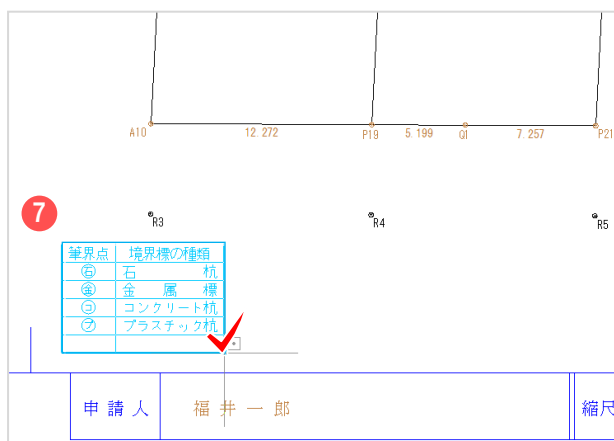 A10 12.272 P19 5.199 Q1 7.257 P21
7
R3 R4 R5
筆界点 境界標の種類
㊄ 石杭
㊎ 金属標
㋙ コンクリート杭
㋫ プラスチック杭
申請人 福井一郎 縮尺